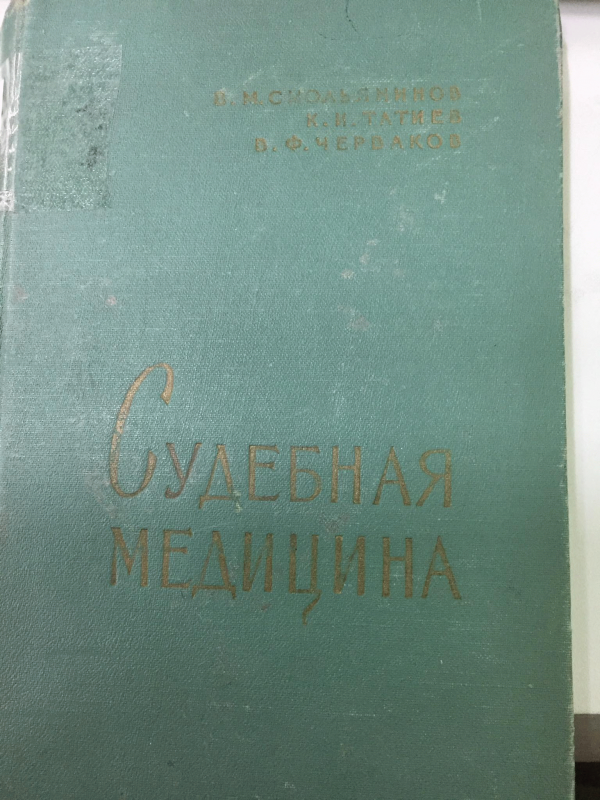 В. М. СМОЛЬЯНИНОВ
К. И. ТАТИЕВ
В. Ф. ЧЕРВАКОВ
СУДЕБНАЯ
МЕДИЦИНА